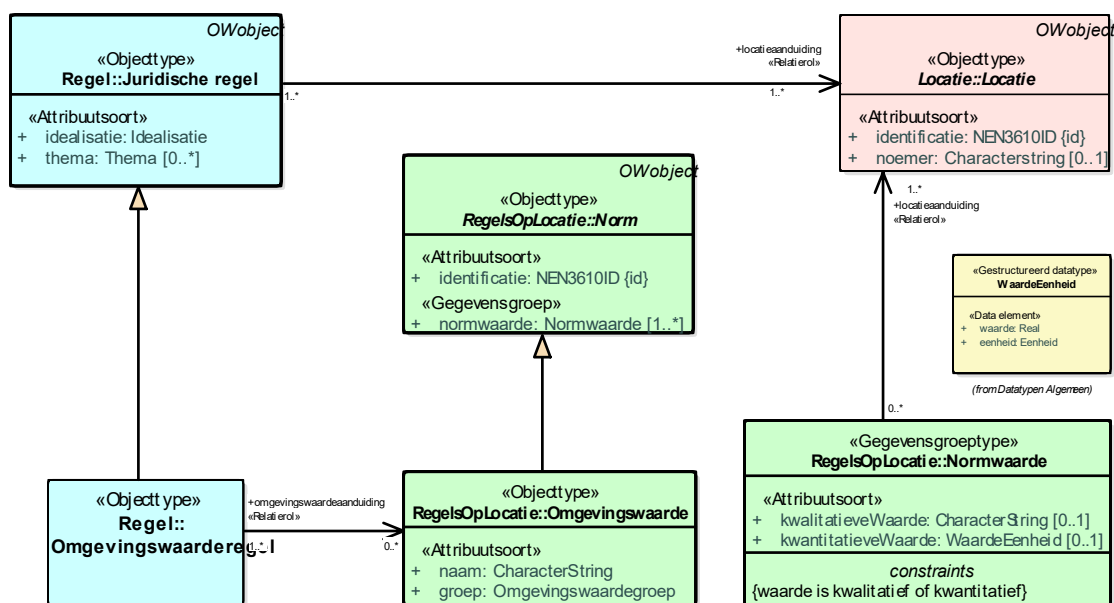 OWobject
«Objecttype»
Regel::Juridische regel
«Attribuutsoort»
+ idealisatie: Idealisatie
+ thema: Thema [0..*]
1..*
+locatieaanduiding
«Relatierol»
1..*
OWobject
«Objecttype»
Locatie::Locatie
«Attribuutsoort»
+ identificatie: NEN3610ID {id}
+ noemer: Characterstring [0..1]
OWobject
«Objecttype»
RegelsOpLocatie::Norm
«Attribuutsoort»
+ identificatie: NEN3610ID {id}
«Gegevensgroep»
+ normwaarde: Normwaarde [1..*]
1..*
+locatieaanduiding
«Relatierol»
0..*
«Gestructureerd datatype»
WaardeEenheid
«Data element»
+ waarde: Real
+ eenheid: Eenheid
(from Datatypen Algemeen)
«Objecttype»
Regel::
Omgevingswaarderegel
+omgevingswaardeaanduiding
«Relatierol»
1..*
0..*
«Objecttype»
RegelsOpLocatie::Omgevingswaarde
«Attribuutsoort»
+ naam: CharacterString
+ groep: Omgevingswaardegroep
«Gegevensgroeptype»
RegelsOpLocatie::Normwaarde
«Attribuutsoort»
+ kwalitatieveWaarde: CharacterString [0..1]
+ kwantitatieveWaarde: WaardeEenheid [0..1]
constraints
{waarde is kwalitatief of kwantitatief}